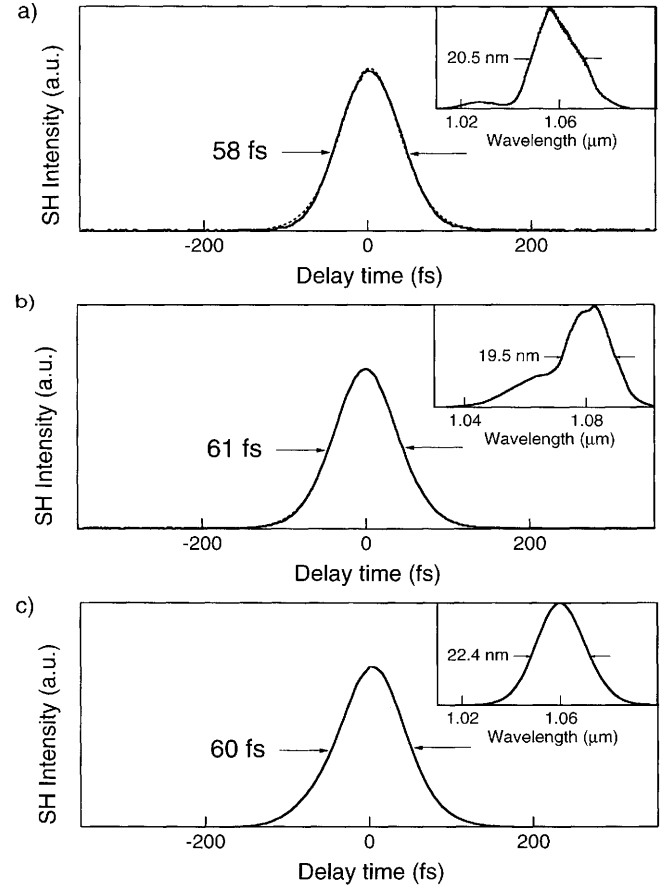 a)
SH Intensity (a.u.)
58 fs
20.5 nm
1.02 1.06
Wavelength (μm)
-200 0 200
Delay time (fs)
b)
SH Intensity (a.u.)
61 fs
19.5 nm
1.04 1.08
Wavelength (μm)
-200 0 200
Delay time (fs)
c)
SH Intensity (a.u.)
60 fs
22.4 nm
1.02 1.06
Wavelength (μm)
-200 0 200
Delay time (fs)